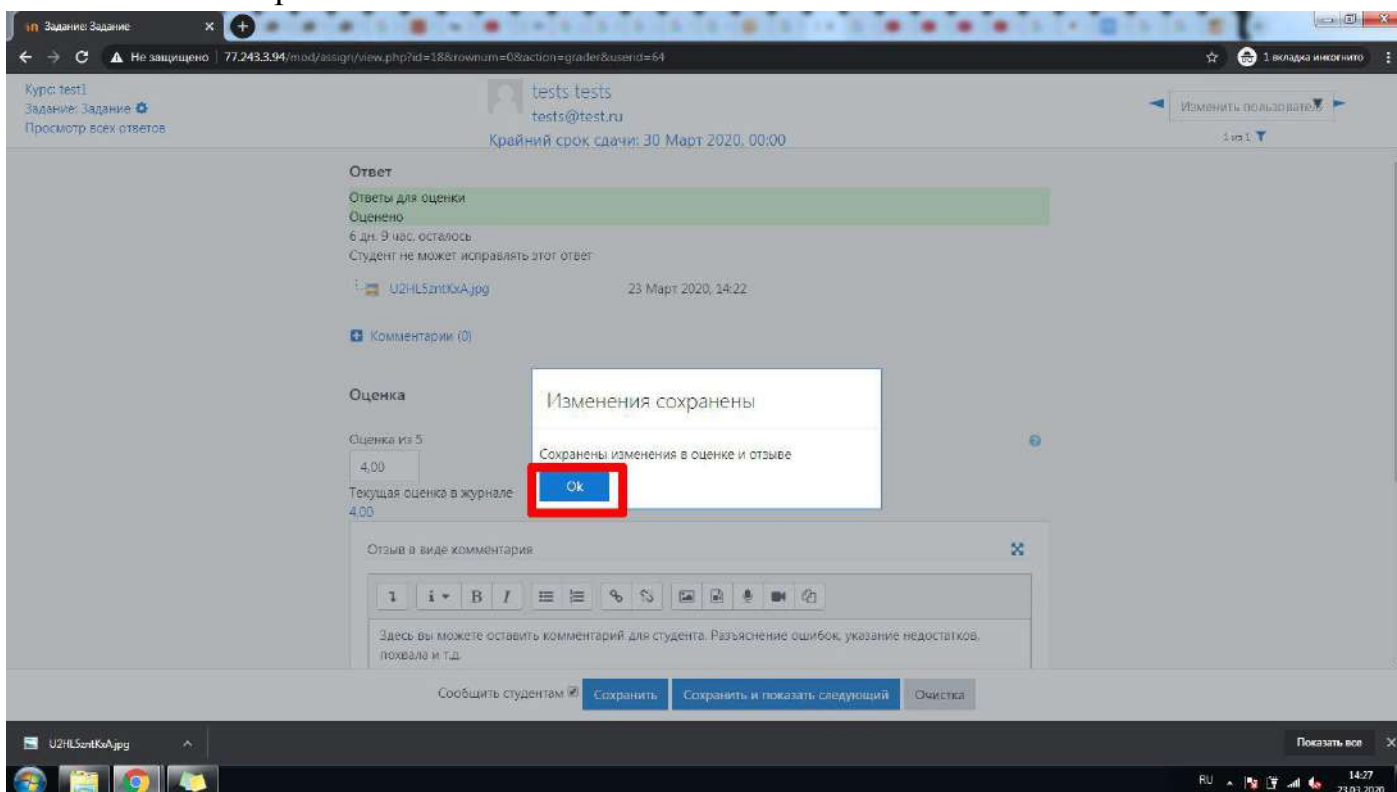 Задание: Задание
Не защищено
77.243.3.94/mod/assign/view.php?id=18&rownum=0&action=grader&userid=64
1 вкладка инкогнито
Курс: test1
Задание: Задание
Просмотр всех ответов
tests tests
tests@test.ru
Крайний срок сдачи: 30 Март 2020, 00:00
Изменить пользовател
1 из 1
Ответ
Ответы для оценки
Оценено
6 дн. 9 час. осталось
Студент не может исправлять этот ответ
U2HL5zntKxA.jpg
23 Март 2020, 14:22
Комментарии (0)
Оценка
Изменения сохранены
Сохранены изменения в оценке и отзыве
Ok
Оценка из 5
4,00
Текущая оценка в журнале
4,00
Отзыв в виде комментария
B I
Здесь вы можете оставить комментарий для студента. Разъяснение ошибок, указание недостатков,
похвала и т.д.
Сообщить студентам
Сохранить
Сохранить и показать следующий
Очистка
U2HL5zntKxA.jpg
Показать все
RU
14:27
23.03.2020